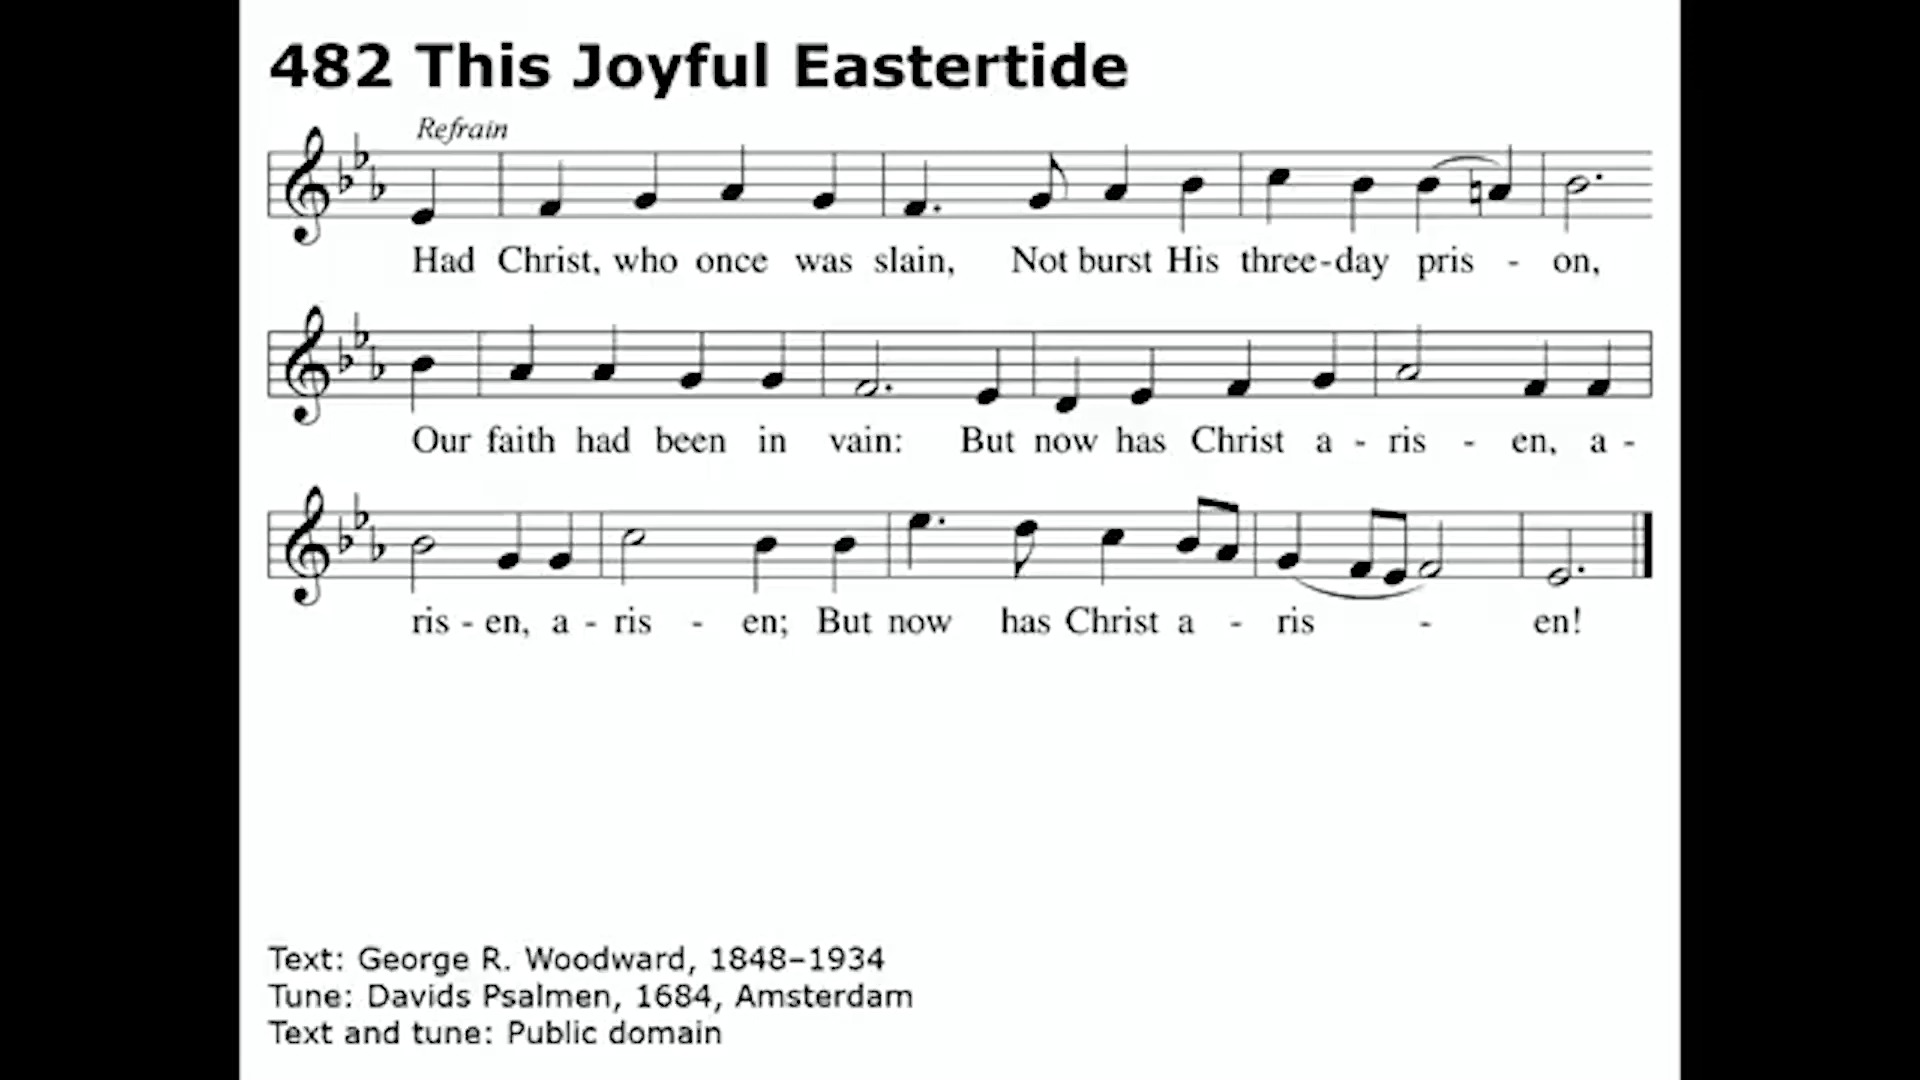 482 This Joyful Eastertide
Refrain
Had Christ, who once was slain, Not burst His three-day pris - on,
Our faith had been in vain: But now has Christ a - ris - en, a -
ris - en, a - ris - en; But now has Christ a - ris - en!
Text: George R. Woodward, 1848–1934
Tune: Davids Psalmen, 1684, Amsterdam
Text and tune: Public domain